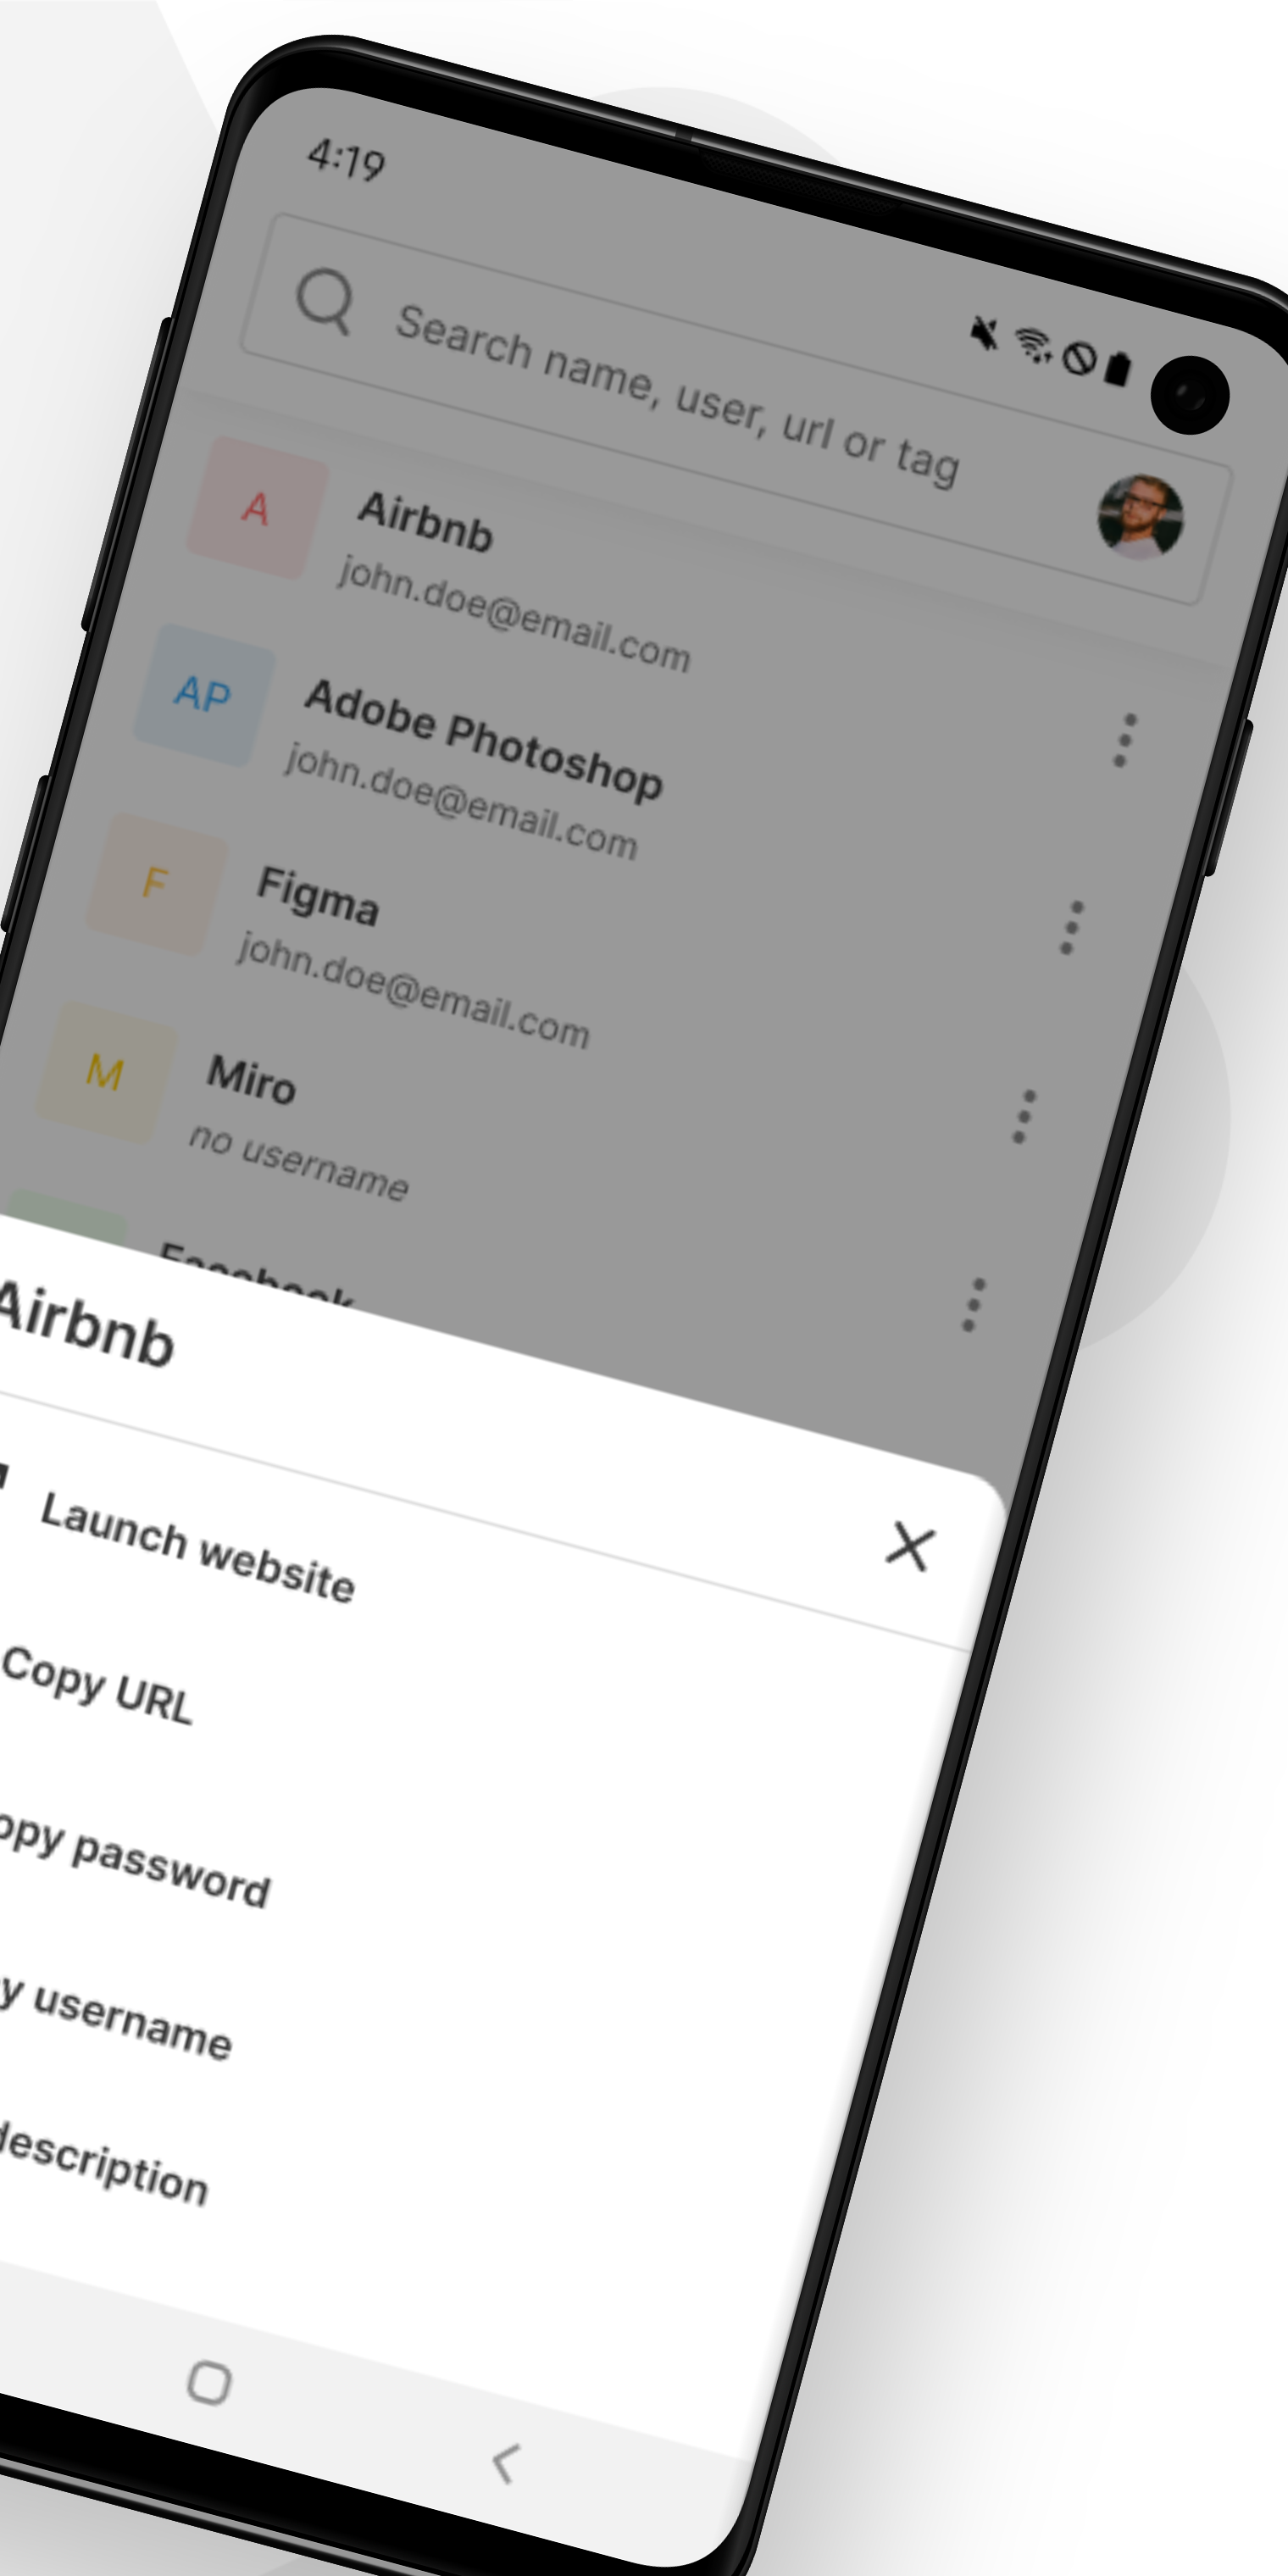 4:19
Search name, user, url or tag
A
Airbnb
john.doe@email.com
AP
Adobe Photoshop
john.doe@email.com
F
Figma
john.doe@email.com
M
Miro
no username
Facebook
Airbnb
Launch website
Copy URL
password
username
description